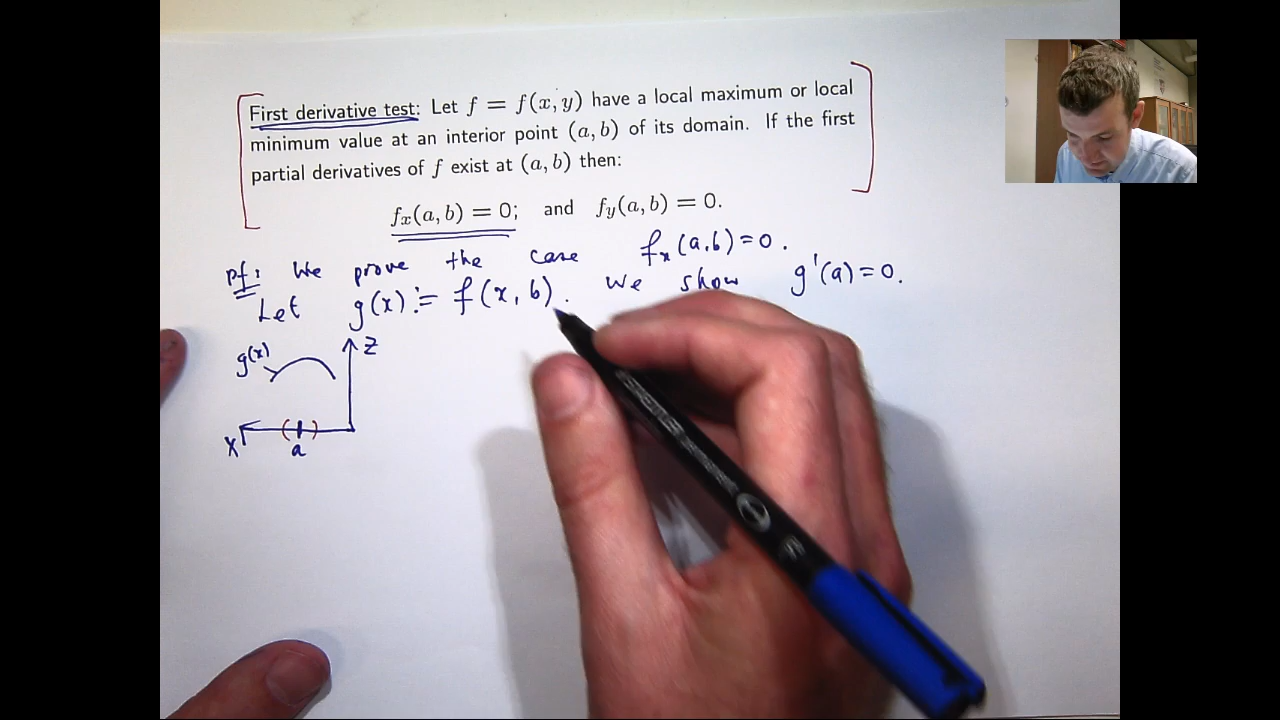 First derivative test: Let f = f(x, y) have a local maximum or local
minimum value at an interior point (a, b) of its domain. If the first
partial derivatives of f exist at (a, b) then:
fx(a, b) = 0; and fy(a, b) = 0.
pf: We prove the case fx(a,b)=0.
Let g(x) := f(x, b). We show g'(a)=0.
g(x) z
x a